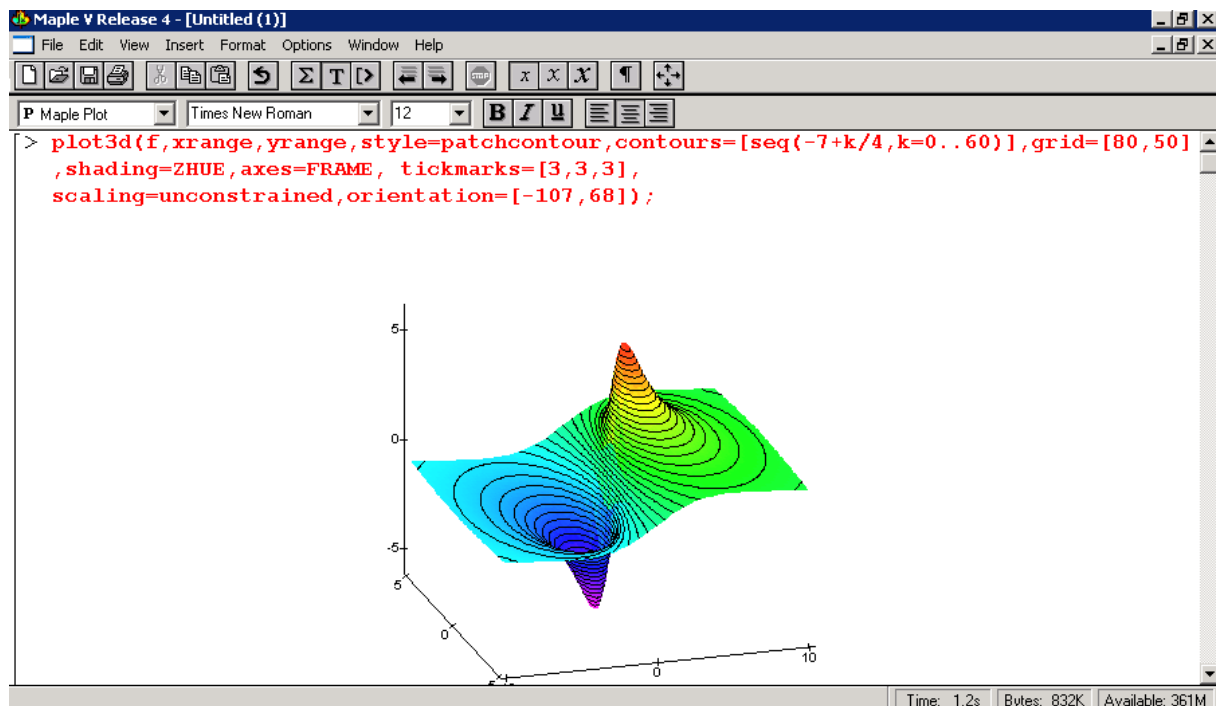 Maple V Release 4 - [Untitled (1)]
File Edit View Insert Format Options Window Help
Σ T [> STOP x x x ¶
P Maple Plot Times New Roman 12 B I u
[> plot3d(f,xrange,yrange,style=patchcontour,contours=[seq(-7+k/4,k=0..60)],grid=[80,50]
,shading=ZHUE,axes=FRAME, tickmarks=[3,3,3],
scaling=unconstrained,orientation=[-107,68]);
5
0
-5
5
0
0
10
Time: 1.2s Bytes: 832K Available: 361M